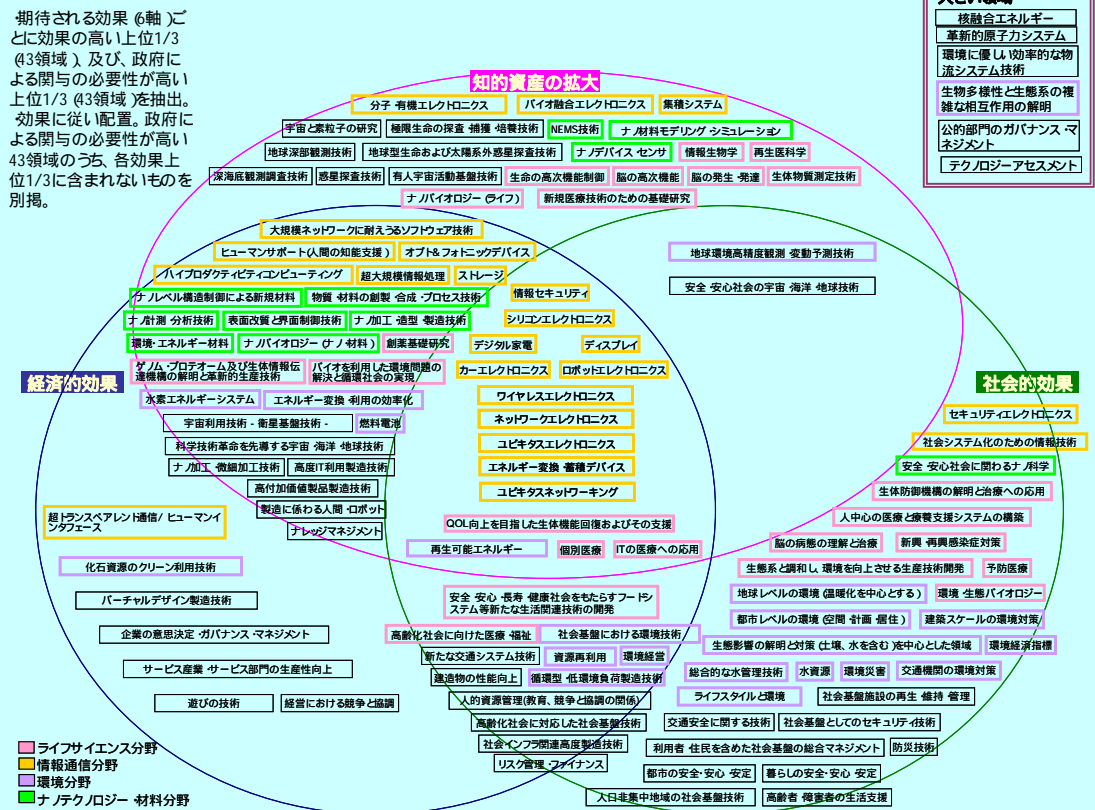 ・期待される効果（6軸）ご
とに効果の高い上位1/3
(43領域)、及び、政府に
よる関与の必要性が高い
上位1/3(43領域)を抽出。
・効果に従い配置。政府に
よる関与の必要性が高い
43領域のうち、各効果上
位1/3に含まれないものを
別掲。
核融合エネルギー
革新的原子力システム
環境に優しい効率的な物
流システム技術
生物多様性と生態系の複
雑な相互作用の解明
公的部門のガバナンス・マ
ネジメント
テクノロジーアセスメント
知的資産の拡大
分子・有機エレクトロニクス
バイオ融合エレクトロニクス
集積システム
宇宙と素粒子の研究
極限生命の探査・捕獲・培養技術
NEMS技術
ナノ材料モデリング・シミュレーション
地球深部観測技術
地球型生命および太陽系外惑星探査技術
ナノデバイス・センサ
情報生物学
再生医科学
深海底観測調査技術
惑星探査技術
有人宇宙活動基盤技術
生命の高次機能制御
脳の高次機能
脳の発生・発達
生体物質測定技術
ナノバイオロジー（ライフ）
新規医療技術のための基礎研究
大規模ネットワークに耐えうるソフトウェア技術
ヒューマンサポート(人間の知能支援)
オプト&フォトニックデバイス
地球環境高精度観測・変動予測技術
ハイプロダクティビティコンピューティング
超大規模情報処理
ストレージ
安全・安心社会の宇宙・海洋・地球技術
ナノレベル構造制御による新規材料
物質・材料の創製・合成・プロセス技術
情報セキュリティ
ナノ計測・分析技術
表面改質と界面制御技術
ナノ加工・造型・製造技術
シリコンエレクトロニクス
環境・エネルギー材料
ナノバイオロジー（ナノ・材料）
創薬基礎研究
デジタル家電
ディスプレイ
ゲノム・プロテオーム及び生体情報伝
達機構の解明と革新的生産技術
バイオを利用した環境問題の
解決と循環社会の実現
カーエレクトロニクス
ロボットエレクトロニクス
経済的効果
社会的効果
水素エネルギーシステム
エネルギー変換・利用の効率化
ワイヤレスエレクトロニクス
セキュリティエレクトロニクス
宇宙利用技術 - 衛星基盤技術 -
燃料電池
ネットワークエレクトロニクス
科学技術革命を先導する宇宙・海洋・地球技術
ユビキタスエレクトロニクス
社会システム化のための情報技術
ナノ加工・微細加工技術
高度IT利用製造技術
エネルギー変換・蓄積デバイス
安全・安心社会に関わるナノ科学
高付加価値製品製造技術
ユビキタスネットワーキング
生体防御機構の解明と治療への応用
製造に係わる人間・ロボット
超トランスペアレント通信/ヒューマンイ
ンタフェース
QOL向上を目指した生体機能回復およびその支援
人中心の医療と療養支援システムの構築
ナレッジマネジメント
再生可能エネルギー
個別医療
ITの医療への応用
脳の病態の理解と治療
新興・再興感染症対策
化石資源のクリーン利用技術
生態系と調和し、環境を向上させる生産技術開発
予防医療
バーチャルデザイン製造技術
安全・安心・長寿・健康社会をもたらすフードシ
ステム等新たな生活関連技術の開発
地球レベルの環境（温暖化を中心とする）
環境・生態バイオロジー
都市レベルの環境（空間・計画・居住）
建築スケールの環境対策
企業の意思決定・ガバナンス・マネジメント
高齢化社会に向けた医療・福祉
社会基盤における環境技術
生態影響の解明と対策(土壌、水を含む)を中心とした領域
環境経済指標
サービス産業・サービス部門の生産性向上
新たな交通システム技術
資源再利用
環境経営
総合的な水管理技術
水資源
環境災害
交通機関の環境対策
建造物の性能向上
循環型・低環境負荷製造技術
遊びの技術
経営における競争と協調
人的資源管理(教育、競争と協調の関係)
ライフスタイルと環境
社会基盤施設の再生・維持・管理
高齢化社会に対応した社会基盤技術
交通安全に関する技術
社会基盤としてのセキュリティ技術
社会インフラ関連高度製造技術
利用者・住民を含めた社会基盤の総合マネジメント
防災技術
リスク管理・ファイナンス
都市の安全・安心・安定
暮らしの安全・安心・安定
人口非集中地域の社会基盤技術
高齢者・障害者の生活支援
ライフサイエンス分野
情報通信分野
環境分野
ナノテクノロジー・材料分野